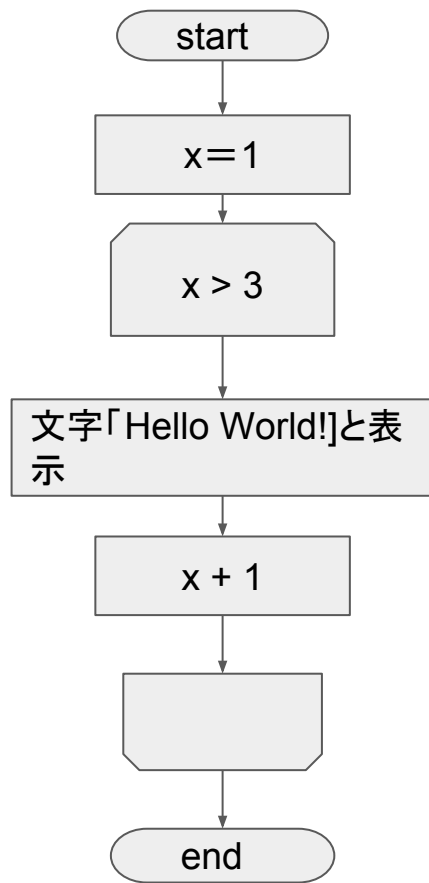 start
x＝1
x > 3
文字「Hello World!]と表
示
x + 1
end